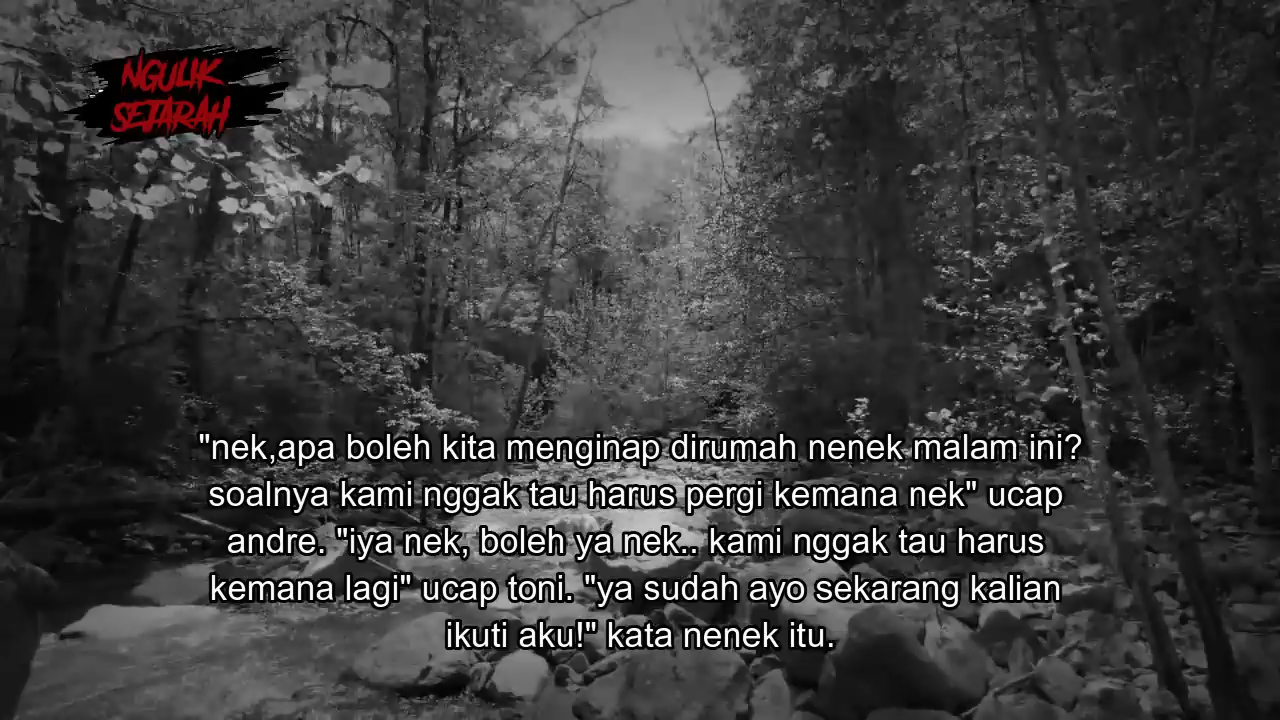 NGULIK
SEJARAH
"nek,apa boleh kita menginap dirumah nenek malam ini?
soalnya kami nggak tau harus pergi kemana nek" ucap
andre. "iya nek, boleh ya nek.. kami nggak tau harus
kemana lagi" ucap toni. "ya sudah ayo sekarang kalian
ikuti aku!" kata nenek itu.